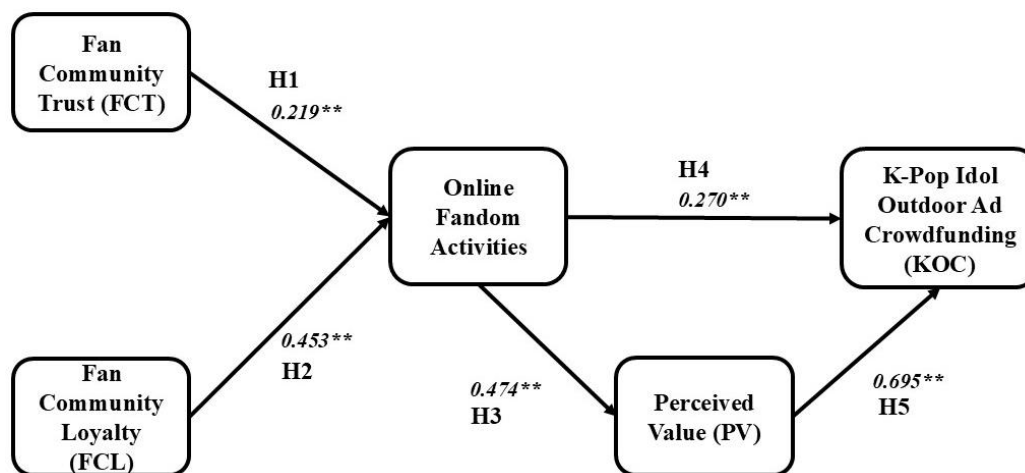 Fan
Community
Trust (FCT)
H1
0.219**
Online
Fandom
Activities
H4
0.270**
K-Pop Idol
Outdoor Ad
Crowdfunding
(KOC)
0.453**
H2
Fan
Community
Loyalty
(FCL)
0.474**
H3
Perceived
Value (PV)
0.695**
H5